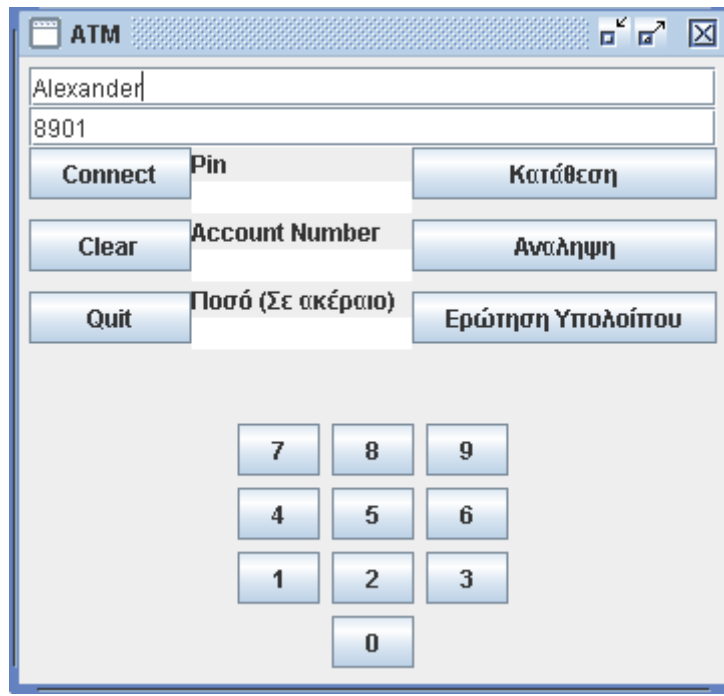 ATM
Alexander
8901
Connect Pin Κατάθεση
Clear Account Number Αναληψη
Quit Ποσό (Σε ακέραιο) Ερώτηση Υπολοίπου
7 8 9
4 5 6
1 2 3
0